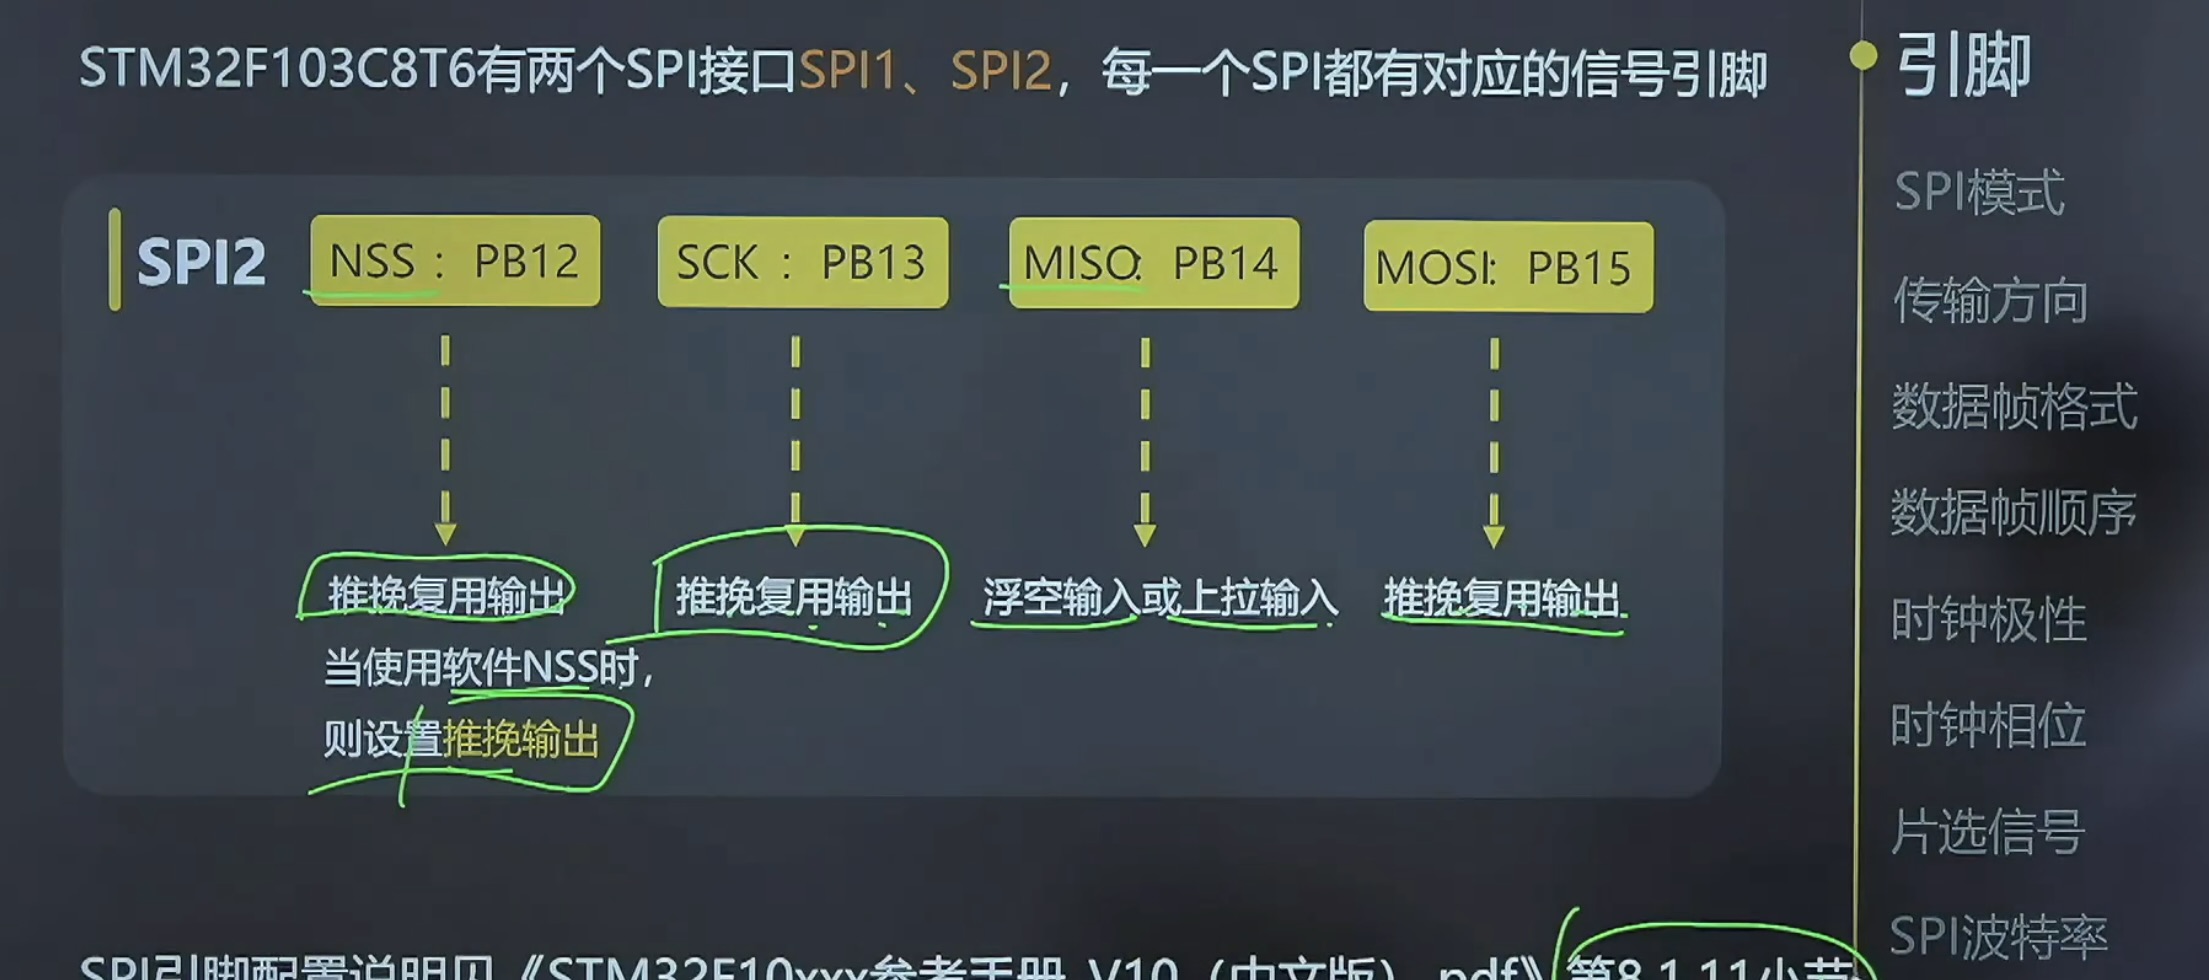 STM32F103C8T6有两个SPI接口SPI1、SPI2，每一个SPI都有对应的信号引脚
SPI2
NSS： PB12
SCK： PB13
MISO: PB14
MOSI: PB15
推挽复用输出
当使用软件NSS时，
则设置推挽输出
推挽复用输出
浮空输入或上拉输入
推挽复用输出
SPI引脚配置说明见《STM32F10xxx参考手册_V10（中文版）.pdf》第8.1.11小节
引脚
SPI模式
传输方向
数据帧格式
数据帧顺序
时钟极性
时钟相位
片选信号
SPI波特率